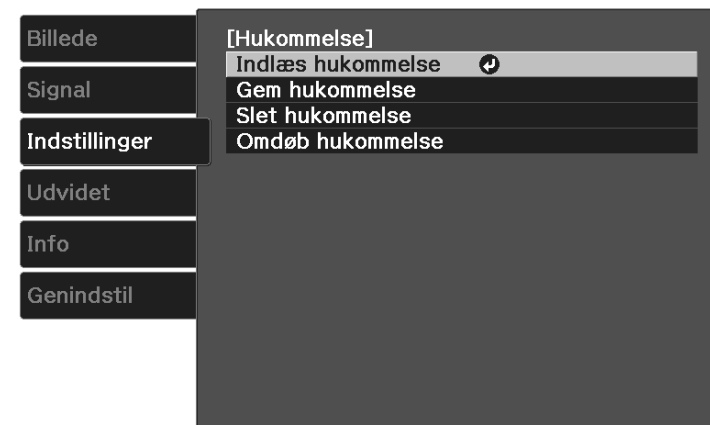 Billede
Signal
Indstillinger
Udvidet
Info
Genindstil
[Hukommelse]
Indlæs hukommelse
Gem hukommelse
Slet hukommelse
Omdøb hukommelse